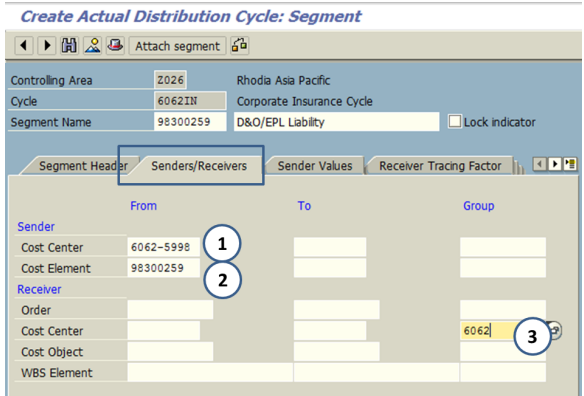 Create Actual Distribution Cycle: Segment
Attach segment
Controlling Area Z026 Rhodia Asia Pacific
Cycle 6062IN Corporate Insurance Cycle
Segment Name 98300259 D&O/EPL Liability Lock indicator
Segment Header Senders/Receivers Sender Values Receiver Tracing Factor
From To Group
Sender
Cost Center 6062-5998 1
Cost Element 98300259 2
Receiver
Order
Cost Center 6062 3
Cost Object
WBS Element